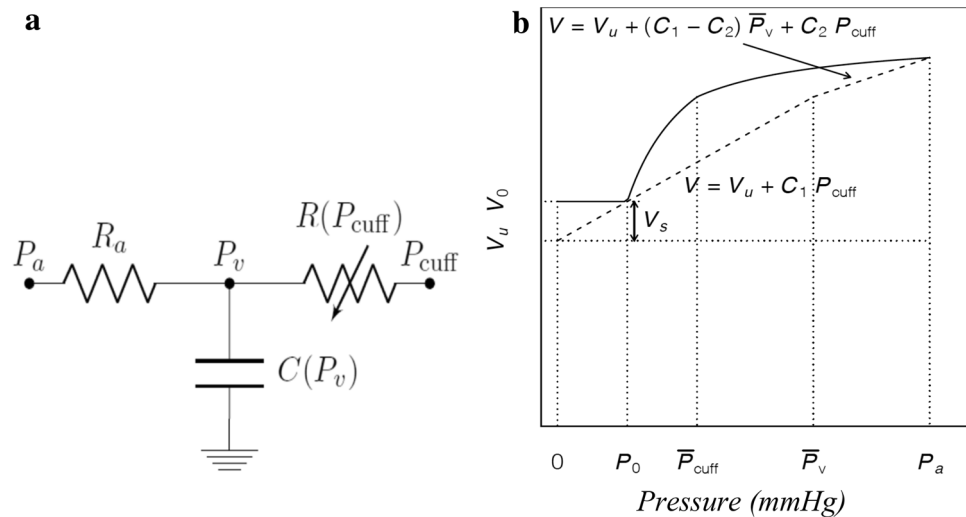 a
P_a
R_a
P_v
R(P_cuff)
P_cuff
C(P_v)
b
V = V_u + (C_1 – C_2) P̅_v + C_2 P_cuff
V = V_u + C_1 P_cuff
V_s
V_u V_0
0 P_0 P̅_cuff P̅_v P_a
Pressure (mmHg)